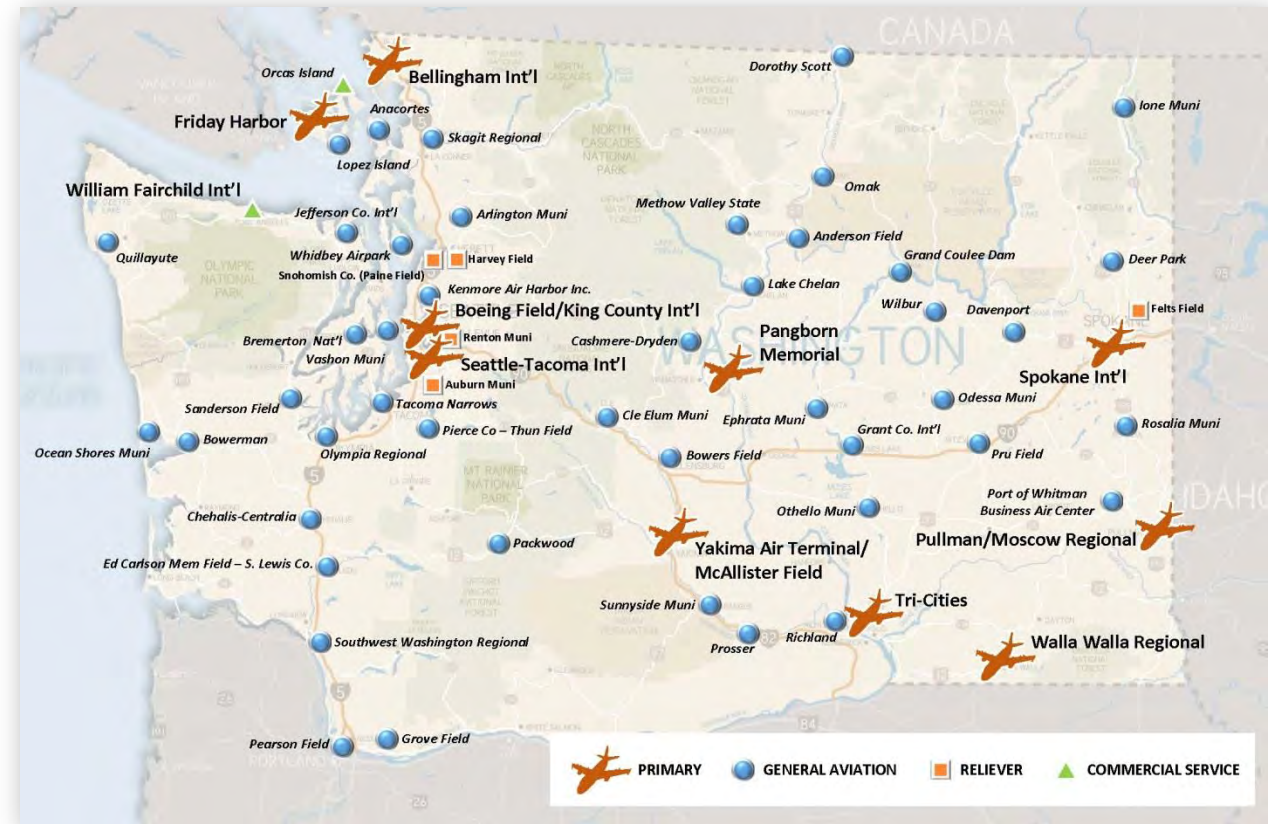 CANADA
Orcas Island
Bellingham Int'l
Dorothy Scott
Ione Muni
Anacortes
Friday Harbor
Skagit Regional
Lopez Island
NORTH
CASCADES
NATIONAL
PARK
Omak
William Fairchild Int'l
Methow Valley State
Jefferson Co. Int'l
Arlington Muni
Anderson Field
Quillayute
Whidbey Airpark
Harvey Field
Grand Coulee Dam
Deer Park
OLYMPIC
NATIONAL
PARK
Snohomish Co. (Paine Field)
Kenmore Air Harbor Inc.
Lake Chelan
Wilbur
Davenport
Felts Field
SPOKANE
Boeing Field/King County Int'l
Bremerton Nat'l
Renton Muni
Cashmere-Dryden
Pangborn
Memorial
WASHINGTON
Vashon Muni
Seattle-Tacoma Int'l
Spokane Int'l
Auburn Muni
Sanderson Field
Tacoma Narrows
Cle Elum Muni
Ephrata Muni
Odessa Muni
Ocean Shores Muni
Bowerman
Olympia Regional
Pierce Co – Thun Field
Grant Co. Int'l
Pru Field
90
Rosalia Muni
Bowers Field
MT RAINIER
NATIONAL
PARK
5
Chehalis-Centralia
Othello Muni
Port of Whitman
Business Air Center
IDAHO
Packwood
Yakima Air Terminal/
McAllister Field
Pullman/Moscow Regional
Ed Carlson Mem Field – S. Lewis Co.
Sunnyside Muni
Tri-Cities
Richland
Prosser
82
Southwest Washington Regional
Walla Walla Regional
5
Pearson Field
Grove Field
84
PORTLAND
26
PRIMARY
GENERAL AVIATION
RELIEVER
COMMERCIAL SERVICE